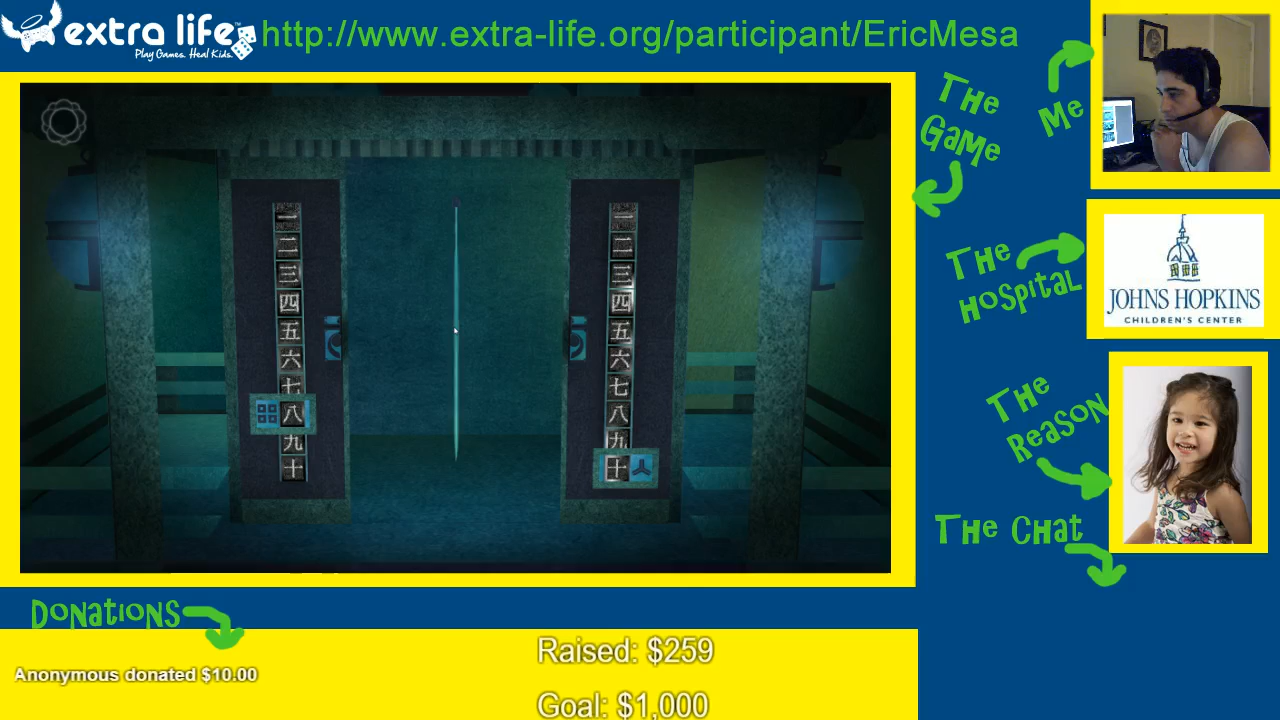 extra life
Play Games. Heal Kids.
http://www.extra-life.org/participant/EricMesa
The
Game
Me
一
二
三
四
五
六
七
八
九
十
一
二
三
四
五
六
七
八
九
十
The
Hospital
JOHNS HOPKINS
CHILDREN'S CENTER
The
Reason
The Chat
Donations
Anonymous donated $10.00
Raised: $259
Goal: $1,000